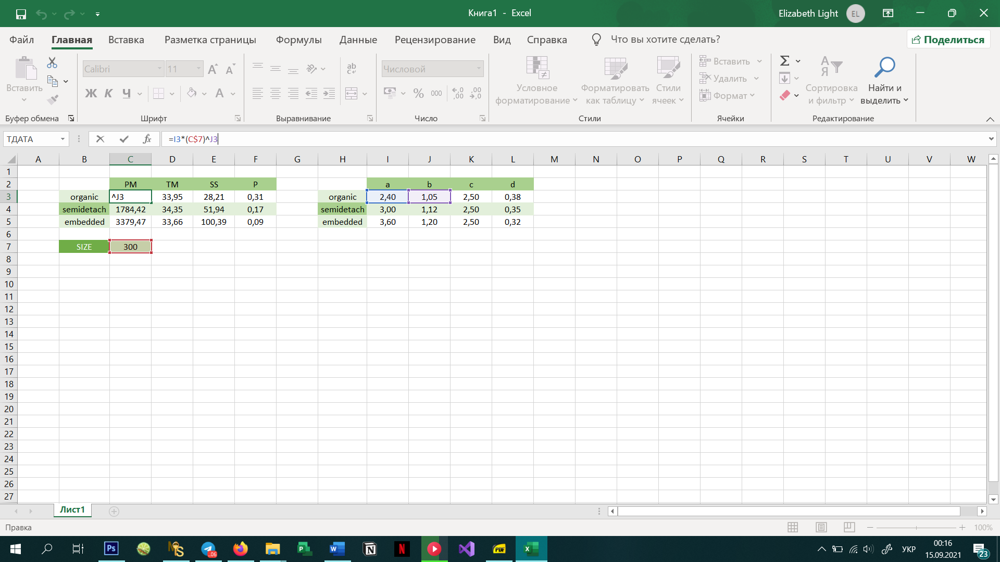 Книга1 - Excel
Elizabeth Light
EL
Файл Главная Вставка Разметка страницы Формулы Данные Рецензирование Вид Справка Что вы хотите сделать? Поделиться
Вставить
Буфер обмена
Calibri 11
Ж К Ч А
Шрифт
ab
c
Выравнивание
Числовой
% 000 ,00 ,0
Число
Условное форматирование
Форматировать как таблицу
Стили ячеек
Стили
Вставить
Удалить
Формат
Ячейки
Σ
А
Я
Сортировка и фильтр
Найти и выделить
Редактирование
ТДАТА fx =I3*(C$7)^J3
A B C D E F G H I J K L M N O P Q R S T U V W
1
2 PM TM SS P a b c d
3 organic ^J3 33,95 28,21 0,31 organic 2,40 1,05 2,50 0,38
4 semidetach 1784,42 34,35 51,94 0,17 semidetach 3,00 1,12 2,50 0,35
5 embedded 3379,47 33,66 100,39 0,09 embedded 3,60 1,20 2,50 0,32
6
7 SIZE 300
8
9
10
11
12
13
14
15
16
17
18
19
20
21
22
23
24
25
26
27
Лист1
Правка
100%
Ps
..06
P
W
N
N
PDF
X
УКР
00:16
15.09.2021
23